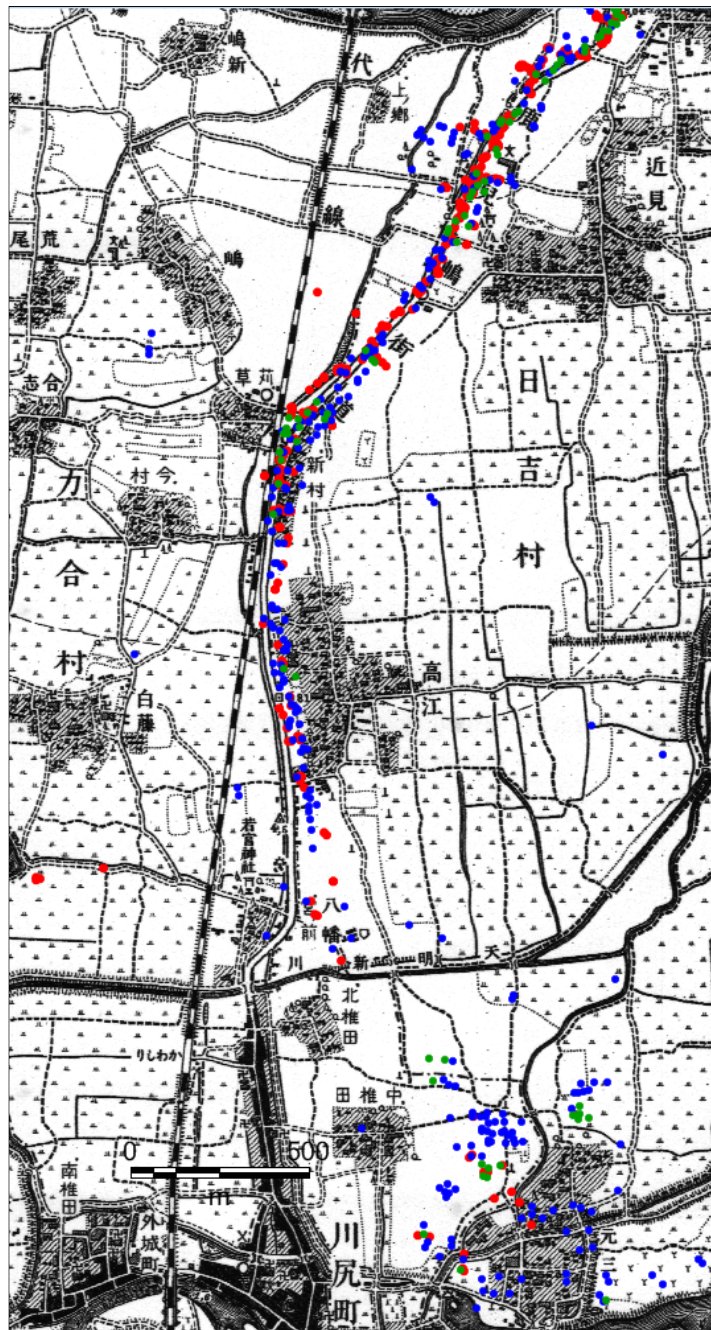 嶋新
代
上郷
近見
線
荒尾
嶋
街
道
日吉村
合志
草苅
今村
新村
力合村
高江
白藤
若宮神社
八幡前
川新明天
北椎田
りしわか
田椎中
0
500
m
南椎田
外城町
川尻町
元三